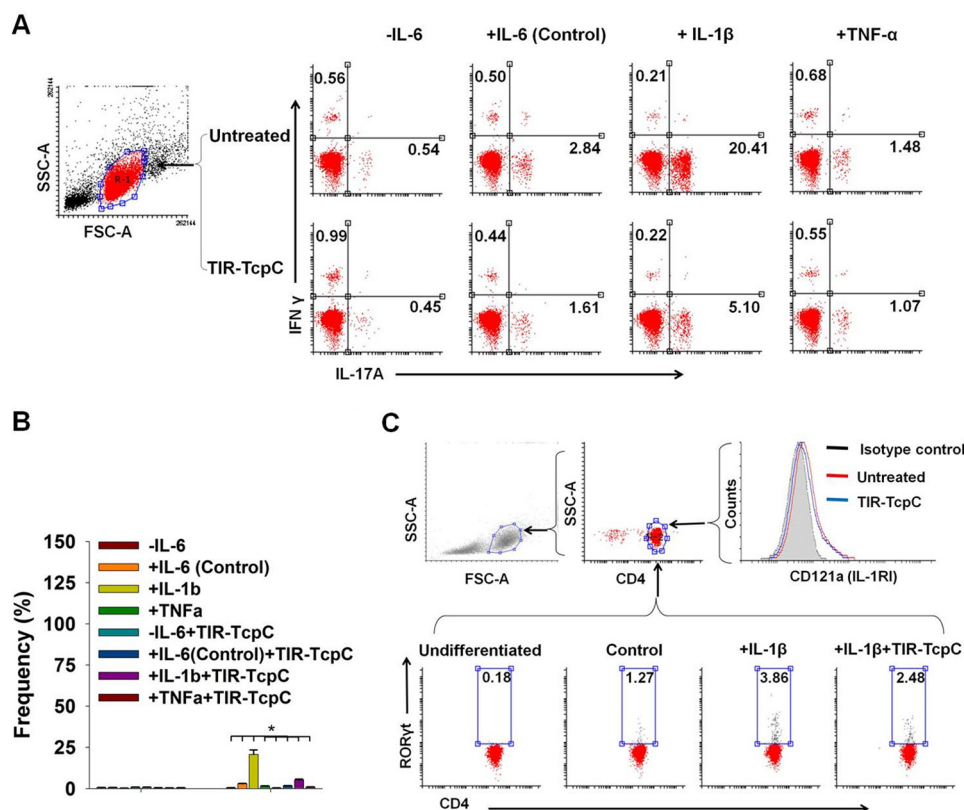 A
-IL-6
+IL-6 (Control)
+ IL-1β
+TNF-α
262144
SSC-A
R-1
FSC-A
262144
Untreated
TIR-TcpC
0.56
0.54
0.50
2.84
0.21
20.41
0.68
1.48
0.99
0.45
0.44
1.61
0.22
5.10
0.55
1.07
IFN γ
IL-17A
B
Frequency (%)
150
125
100
75
50
25
0
-IL-6
+IL-6 (Control)
+IL-1b
+TNFa
-IL-6+TIR-TcpC
+IL-6(Control)+TIR-TcpC
+IL-1b+TIR-TcpC
+TNFa+TIR-TcpC
*
C
SSC-A
FSC-A
SSC-A
CD4
Counts
CD121a (IL-1RI)
Isotype control
Untreated
TIR-TcpC
Undifferentiated
Control
+IL-1β
+IL-1β+TIR-TcpC
0.18
1.27
3.86
2.48
RORγt
CD4